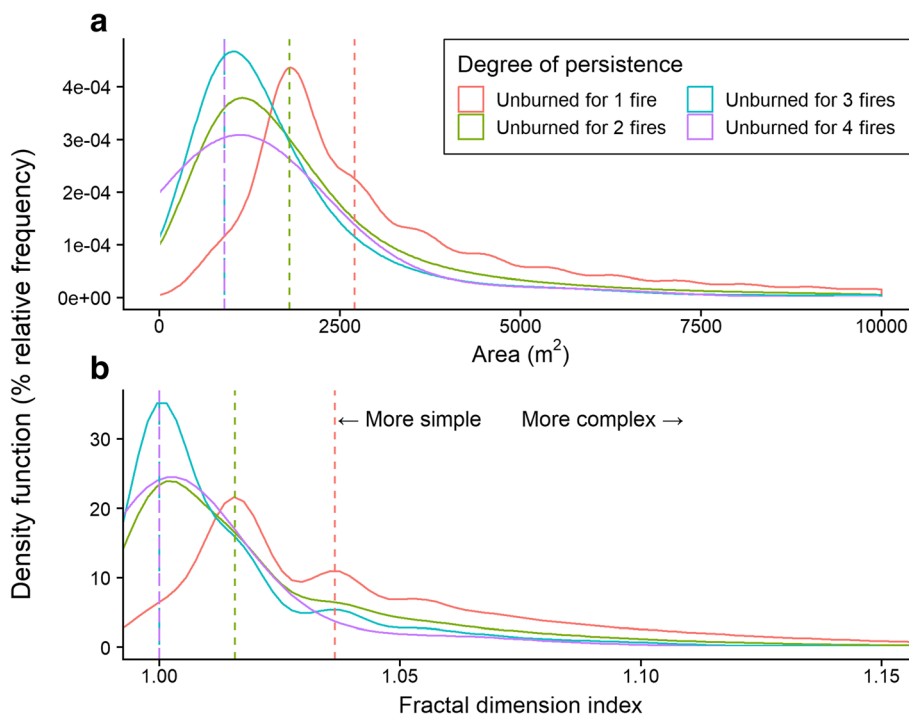 a
Degree of persistence
Unburned for 1 fire
Unburned for 3 fires
Unburned for 2 fires
Unburned for 4 fires
4e-04
3e-04
2e-04
1e-04
0e+00
0
2500
5000
7500
10000
Area (m²)
Density function (% relative frequency)
b
← More simple
More complex →
30
20
10
0
1.00
1.05
1.10
1.15
Fractal dimension index